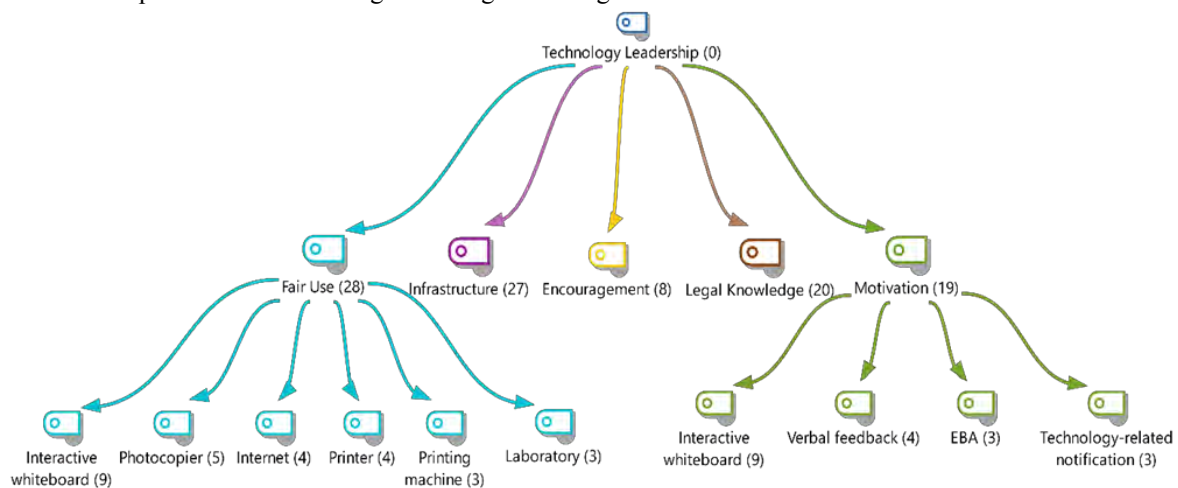 Technology Leadership (0)
Fair Use (28)
Infrastructure (27)
Encouragement (8)
Legal Knowledge (20)
Motivation (19)
Interactive
whiteboard (9)
Photocopier (5)
Internet (4)
Printer (4)
Printing
machine (3)
Laboratory (3)
Interactive
whiteboard (9)
Verbal feedback (4)
EBA (3)
Technology-related
notification (3)